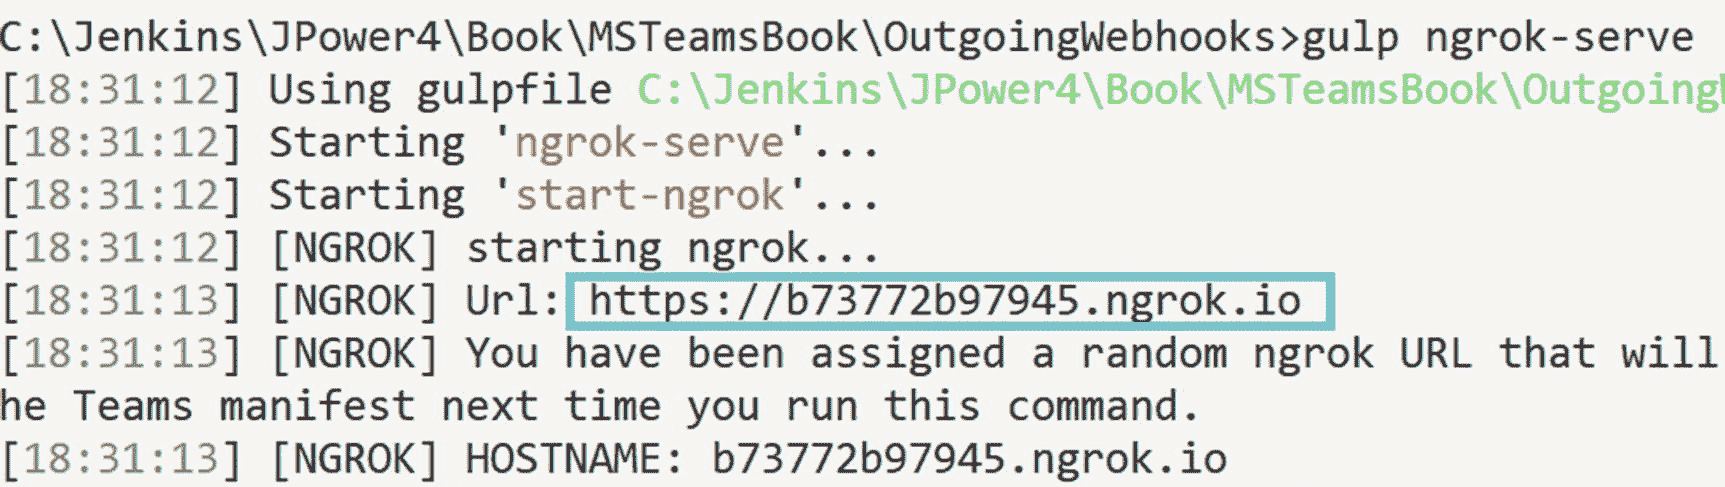 C:\Jenkins\JPower4\Book\MSTeamsBook\OutgoingWebhooks>gulp ngrok-serve
[18:31:12] Using gulpfile C:\Jenkins\JPower4\Book\MSTeamsBook\Outgoing
[18:31:12] Starting 'ngrok-serve'...
[18:31:12] Starting 'start-ngrok'...
[18:31:12] [NGROK] starting ngrok...
[18:31:13] [NGROK] Url: https://b73772b97945.ngrok.io
[18:31:13] [NGROK] You have been assigned a random ngrok URL that will
he Teams manifest next time you run this command.
[18:31:13] [NGROK] HOSTNAME: b73772b97945.ngrok.io